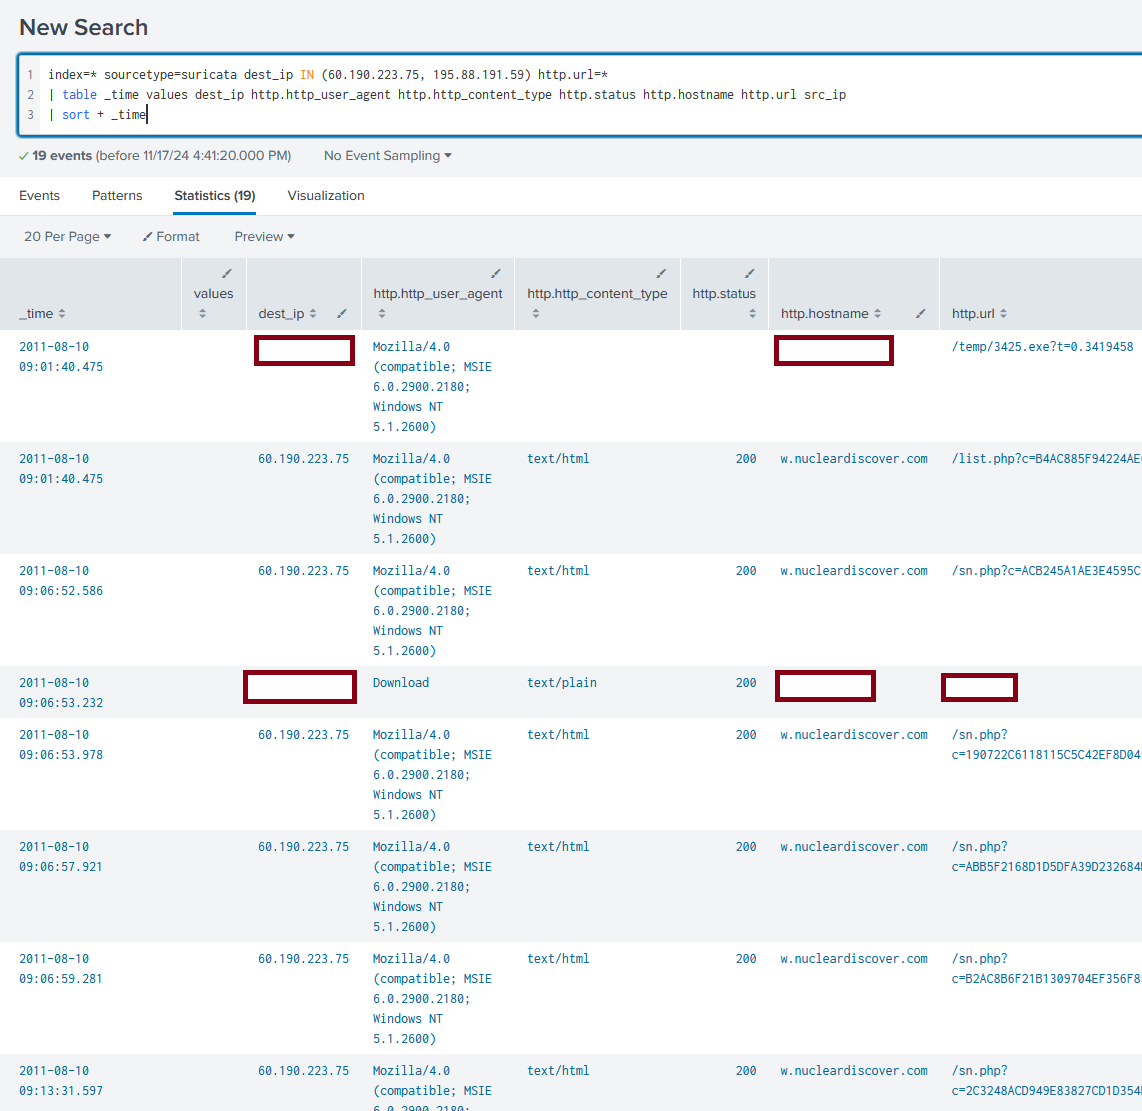 New Search
1 index=* sourcetype=suricata dest_ip IN (60.190.223.75, 195.88.191.59) http.url=*
2 | table _time values dest_ip http.http_user_agent http.http_content_type http.status http.hostname http.url src_ip
3 | sort + _time
19 events (before 11/17/24 4:41:20.000 PM) No Event Sampling
Events Patterns Statistics (19) Visualization
20 Per Page Format Preview
_time values dest_ip http.http_user_agent http.http_content_type http.status http.hostname http.url
2011-08-10 Mozilla/4.0 /temp/3425.exe?t=0.3419458
09:01:40.475 (compatible; MSIE
6.0.2900.2180;
Windows NT
5.1.2600)
2011-08-10 60.190.223.75 Mozilla/4.0 text/html 200 w.nucleardiscover.com /list.php?c=B4AC885F94224AE
09:01:40.475 (compatible; MSIE
6.0.2900.2180;
Windows NT
5.1.2600)
2011-08-10 60.190.223.75 Mozilla/4.0 text/html 200 w.nucleardiscover.com /sn.php?c=ACB245A1AE3E4595C
09:06:52.586 (compatible; MSIE
6.0.2900.2180;
Windows NT
5.1.2600)
2011-08-10 Download text/plain 200
09:06:53.232
2011-08-10 60.190.223.75 Mozilla/4.0 text/html 200 w.nucleardiscover.com /sn.php?
09:06:53.978 (compatible; MSIE c=190722C6118115C5C42EF8D04
6.0.2900.2180;
Windows NT
5.1.2600)
2011-08-10 60.190.223.75 Mozilla/4.0 text/html 200 w.nucleardiscover.com /sn.php?
09:06:57.921 (compatible; MSIE c=ABB5F2168D1D5DFA39D232684
6.0.2900.2180;
Windows NT
5.1.2600)
2011-08-10 60.190.223.75 Mozilla/4.0 text/html 200 w.nucleardiscover.com /sn.php?
09:06:59.281 (compatible; MSIE c=B2AC8B6F21B1309704EF356F8
6.0.2900.2180;
Windows NT
5.1.2600)
2011-08-10 60.190.223.75 Mozilla/4.0 text/html 200 w.nucleardiscover.com /sn.php?
09:13:31.597 (compatible; MSIE c=2C3248ACD949E83827CD1D354
6.0.2900.2180;